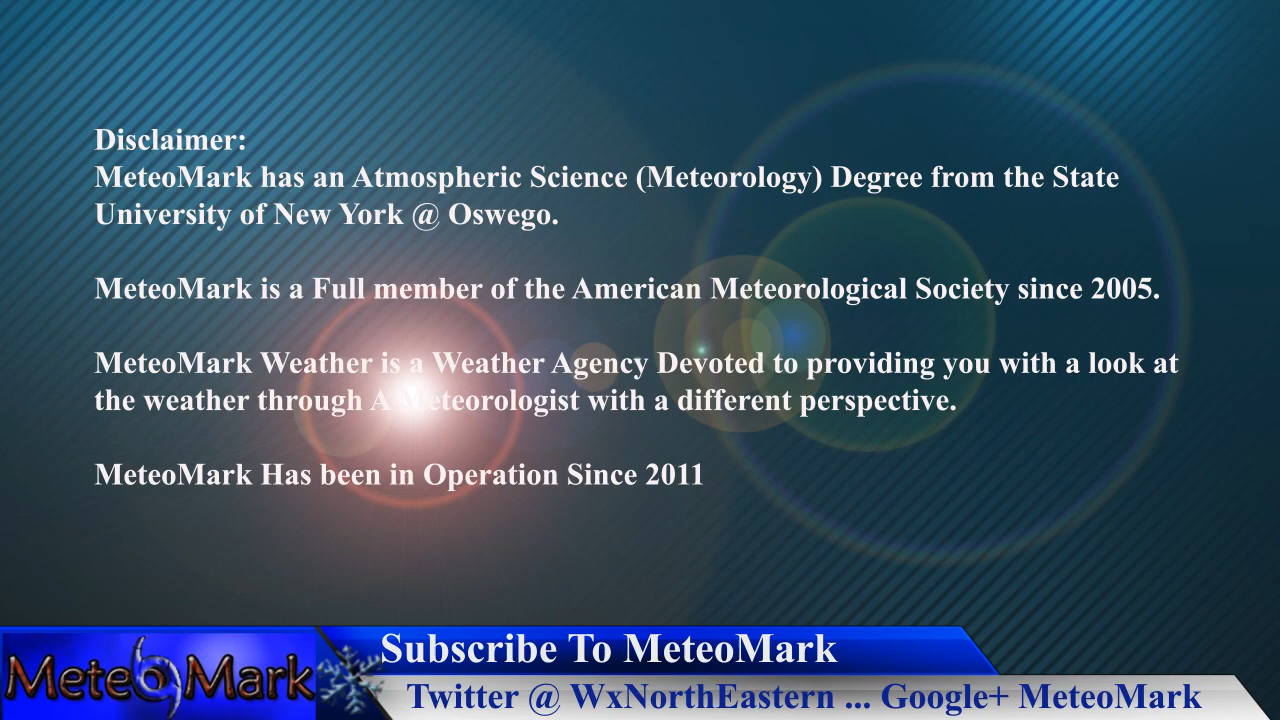 Disclaimer:
MeteoMark has an Atmospheric Science (Meteorology) Degree from the State
University of New York @ Oswego.
MeteoMark is a Full member of the American Meteorological Society since 2005.
MeteoMark Weather is a Weather Agency Devoted to providing you with a look at
the weather through A Meteorologist with a different perspective.
MeteoMark Has been in Operation Since 2011
Subscribe To MeteoMark
MeteoMark
Twitter @ WxNorthEastern ... Google+ MeteoMark